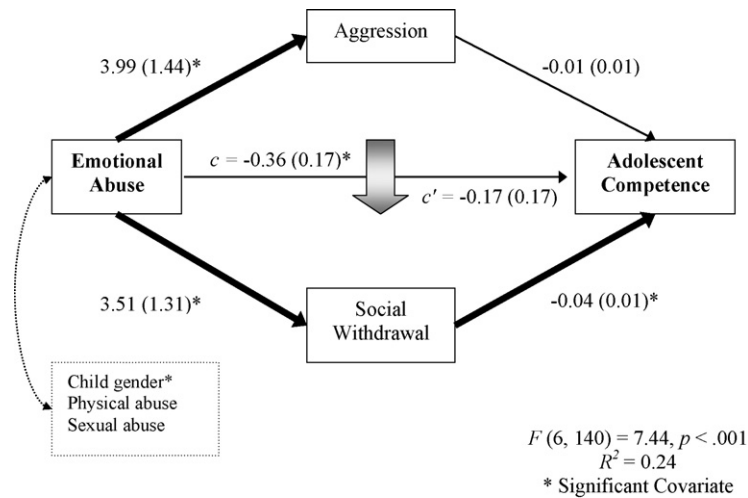 Aggression
3.99 (1.44)*
-0.01 (0.01)
Emotional
Abuse
c = -0.36 (0.17)*
c' = -0.17 (0.17)
Adolescent
Competence
3.51 (1.31)*
-0.04 (0.01)*
Social
Withdrawal
Child gender*
Physical abuse
Sexual abuse
F (6, 140) = 7.44, p < .001
R² = 0.24
* Significant Covariate